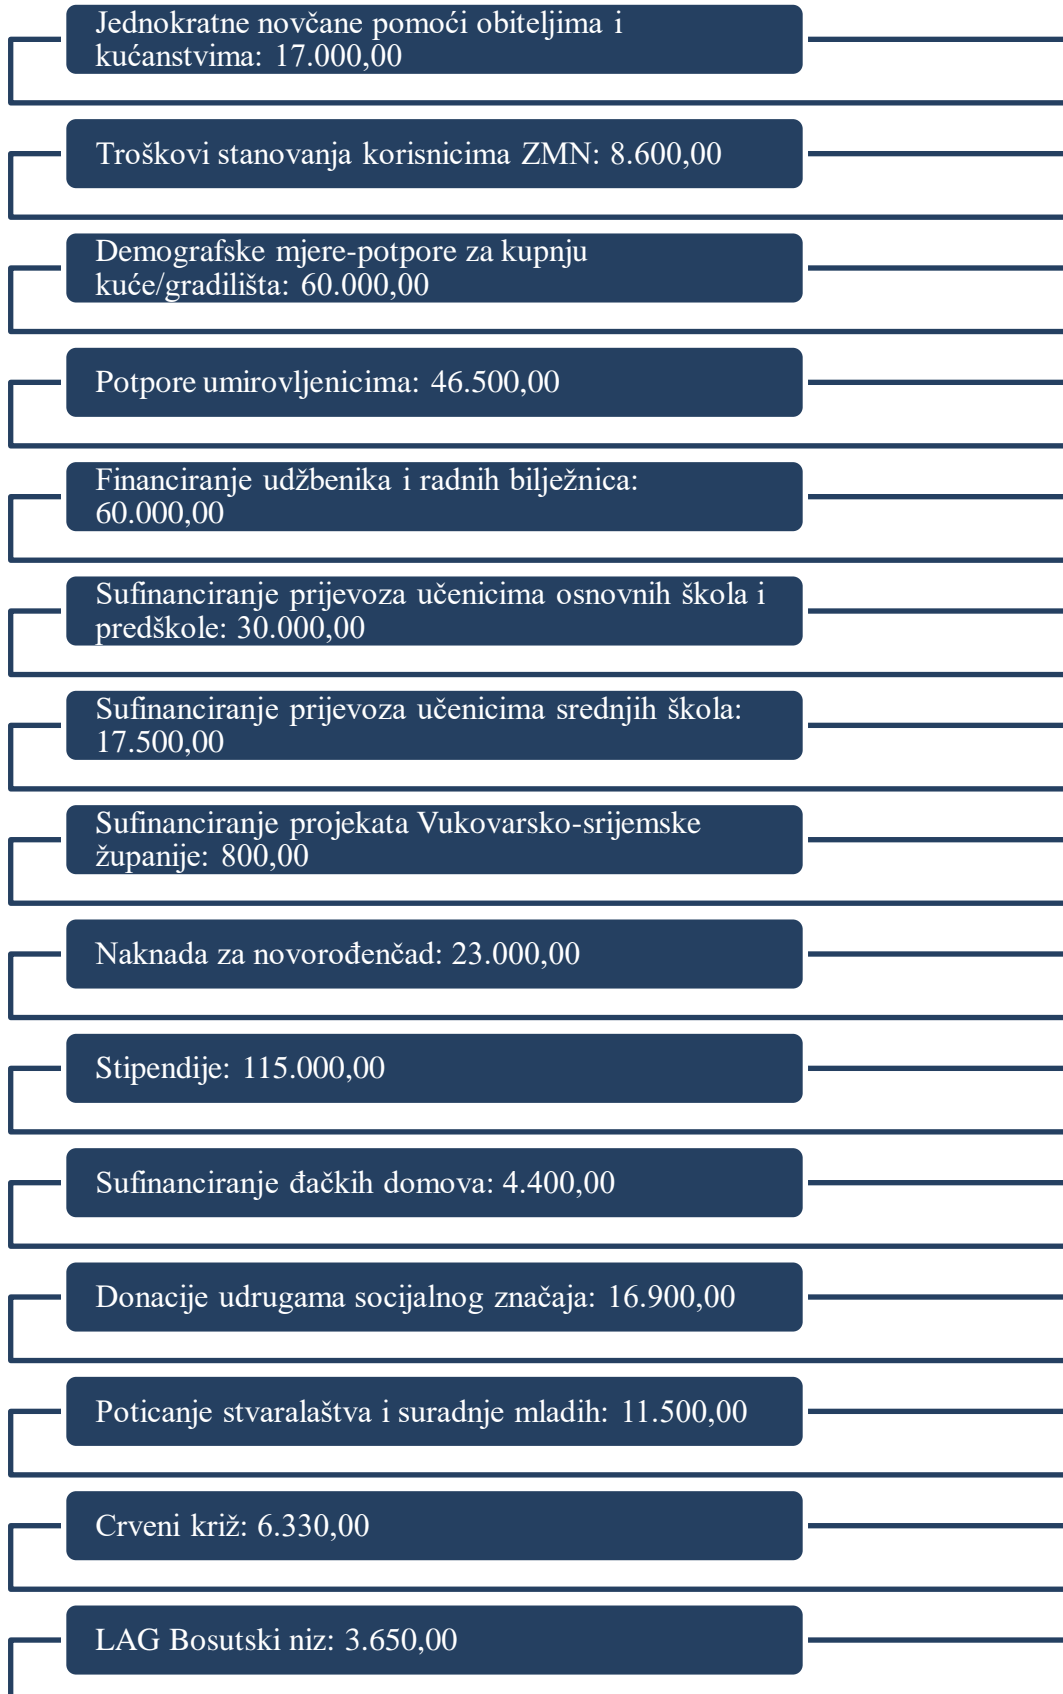 Jednokratne novčane pomoći obiteljima i
kućanstvima: 17.000,00
Troškovi stanovanja korisnicima ZMN: 8.600,00
Demografske mjere-potpore za kupnju
kuće/gradilišta: 60.000,00
Potpore umirovljenicima: 46.500,00
Financiranje udžbenika i radnih bilježnica:
60.000,00
Sufinanciranje prijevoza učenicima osnovnih škola i
predškole: 30.000,00
Sufinanciranje prijevoza učenicima srednjih škola:
17.500,00
Sufinanciranje projekata Vukovarsko-srijemske
županije: 800,00
Naknada za novorođenčad: 23.000,00
Stipendije: 115.000,00
Sufinanciranje đačkih domova: 4.400,00
Donacije udrugama socijalnog značaja: 16.900,00
Poticanje stvaralaštva i suradnje mladih: 11.500,00
Crveni križ: 6.330,00
LAG Bosutski niz: 3.650,00